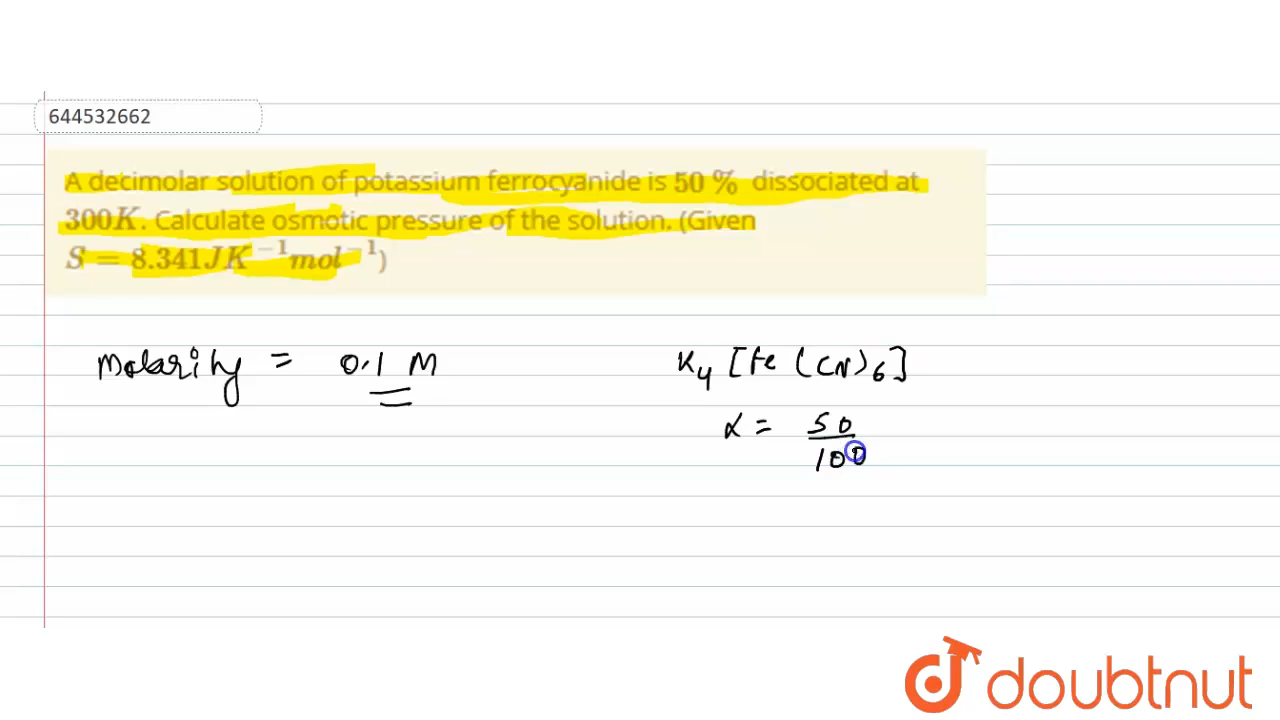 644532662
A decimolar solution of potassium ferrocyanide is 50 % dissociated at
300K. Calculate osmotic pressure of the solution. (Given
S = 8.341JK⁻¹mol⁻¹)
Molarity = 0.1 M
K₄ [Fe (CN)₆]
α = 50/100
doubtnut